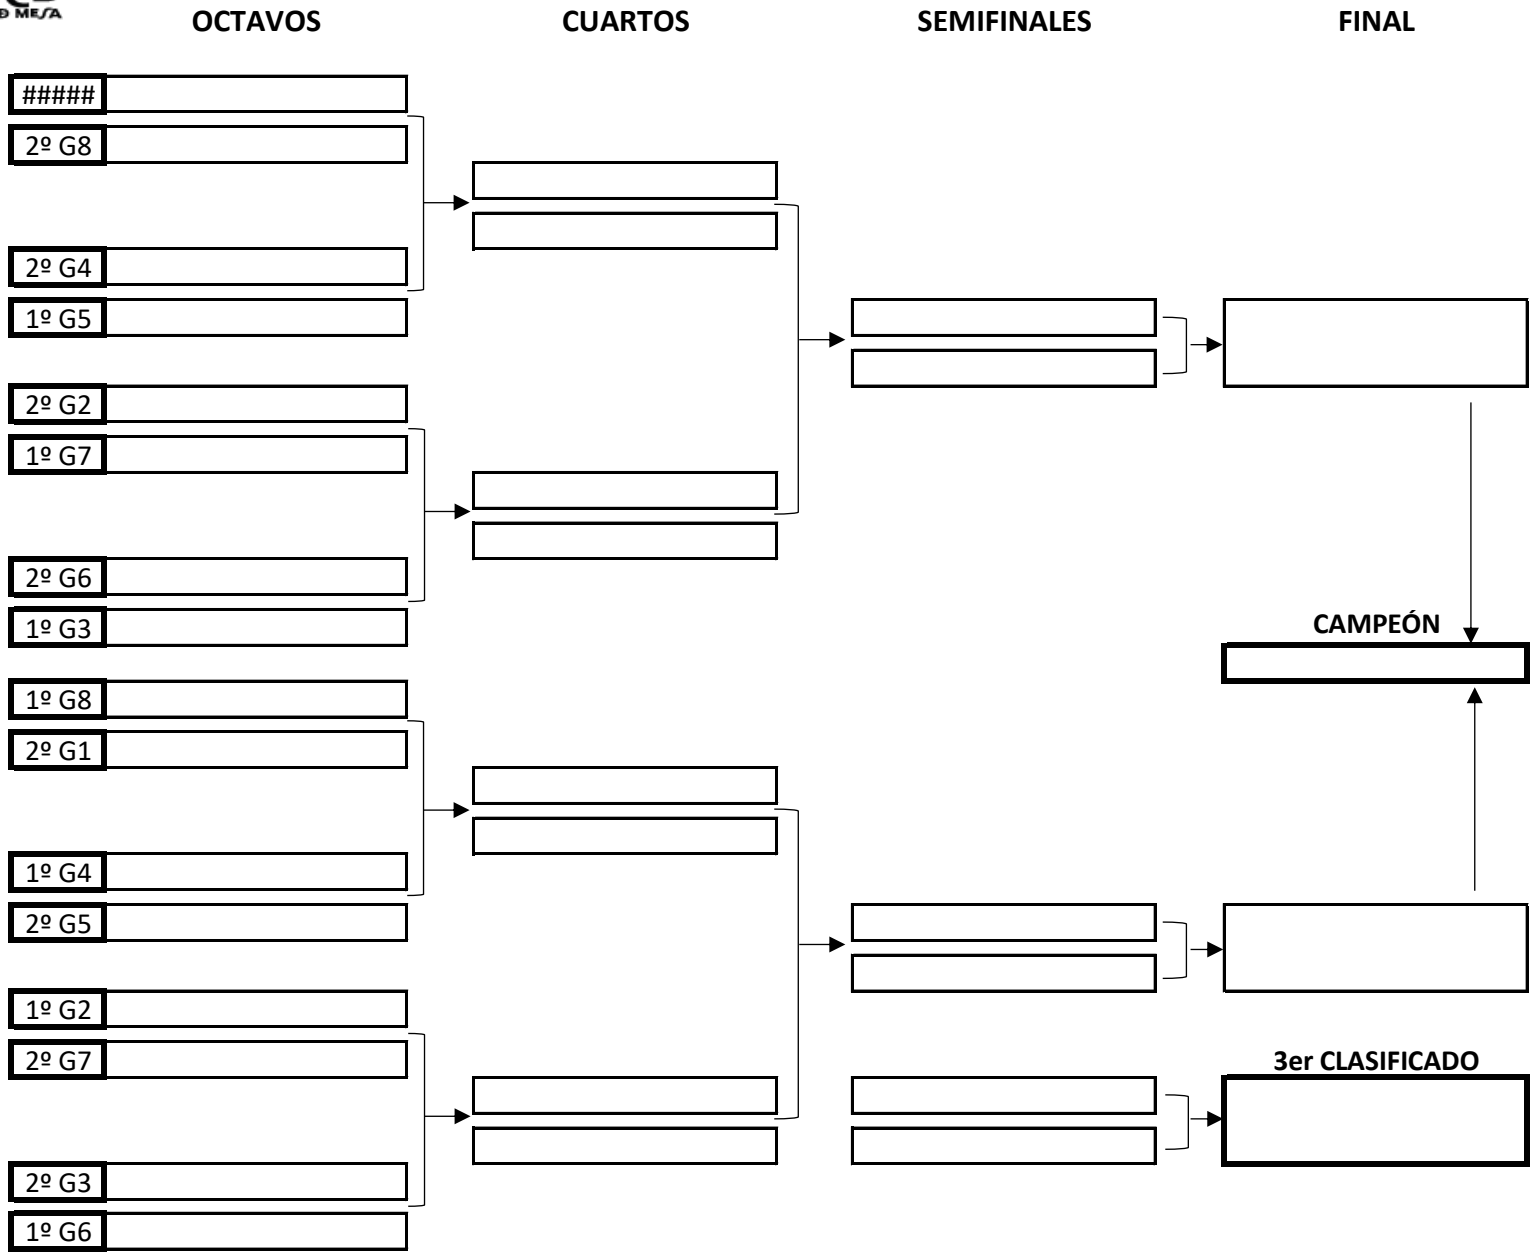 D MESA
OCTAVOS CUARTOS SEMIFINALES FINAL
#####
2º G8
2º G4
1º G5
2º G2
1º G7
2º G6
1º G3
CAMPEÓN
1º G8
2º G1
1º G4
2º G5
1º G2
2º G7
3er CLASIFICADO
2º G3
1º G6